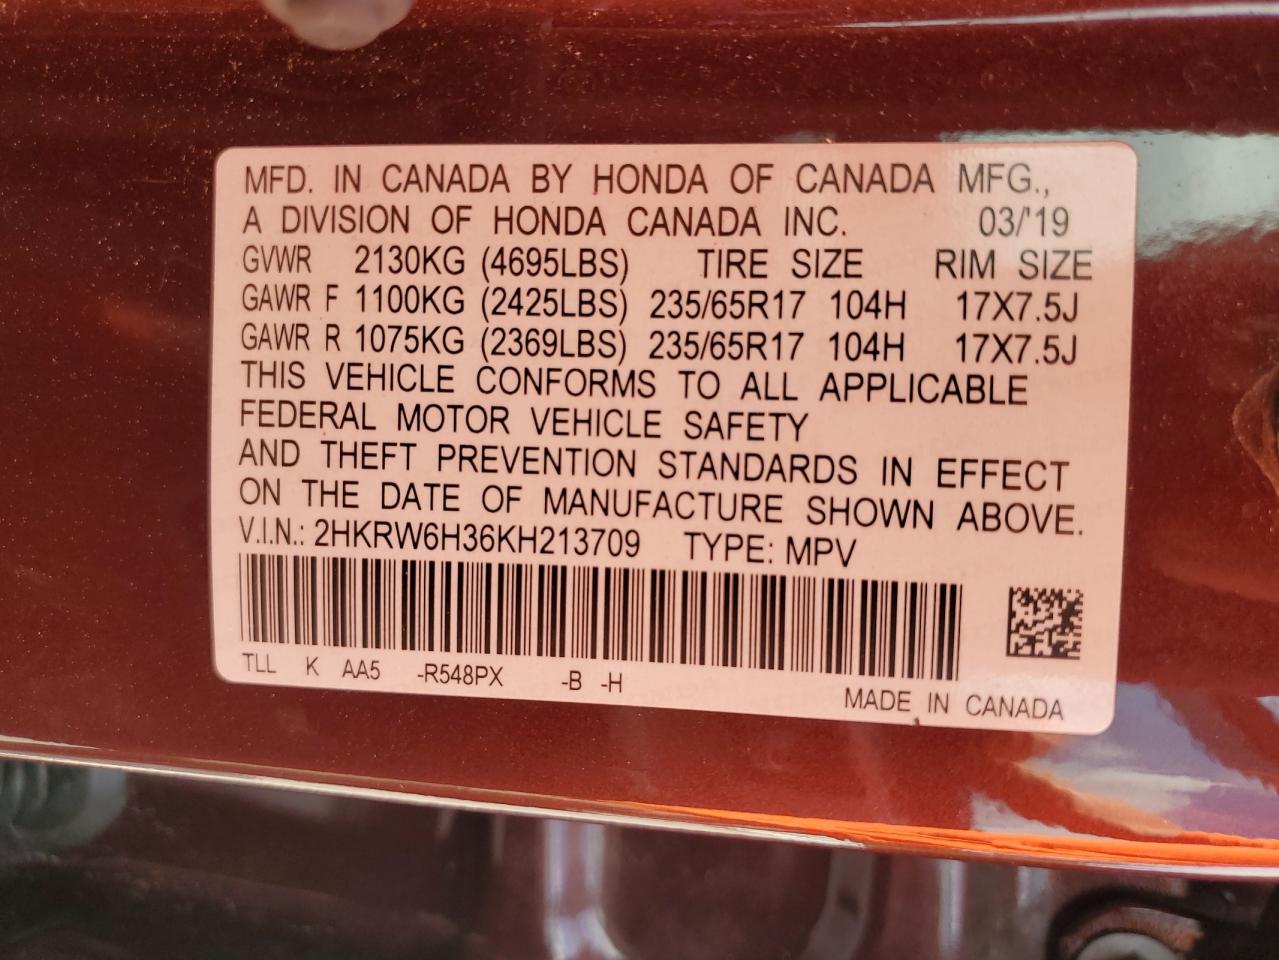 MFD. IN CANADA BY HONDA OF CANADA MFG.,
A DIVISION OF HONDA CANADA INC. 03/'19
GVWR 2130KG (4695LBS) TIRE SIZE RIM SIZE
GAWR F 1100KG (2425LBS) 235/65R17 104H 17X7.5J
GAWR R 1075KG (2369LBS) 235/65R17 104H 17X7.5J
THIS VEHICLE CONFORMS TO ALL APPLICABLE
FEDERAL MOTOR VEHICLE SAFETY
AND THEFT PREVENTION STANDARDS IN EFFECT
ON THE DATE OF MANUFACTURE SHOWN ABOVE.
V.I.N.: 2HKRW6H36KH213709 TYPE: MPV
TLL K AA5 -R548PX -B -H
MADE IN CANADA